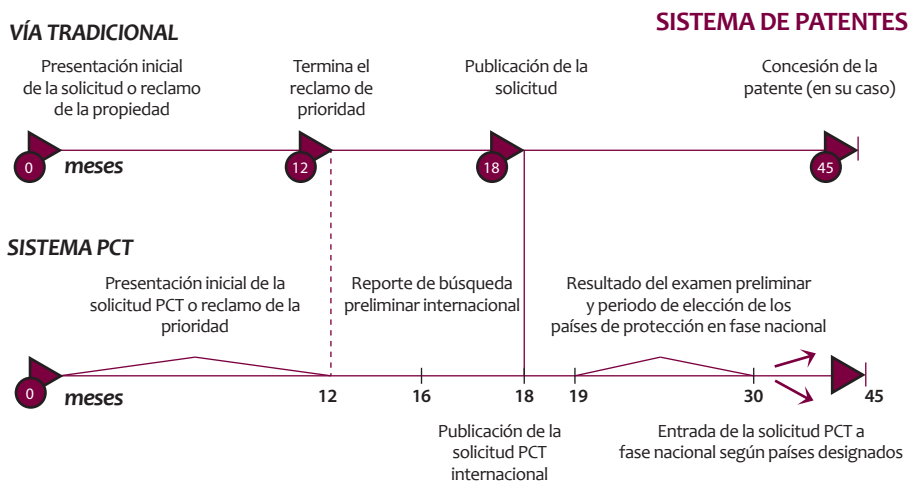 SISTEMA DE PATENTES
VÍA TRADICIONAL
Presentación inicial
de la solicitud o reclamo
de la propiedad
Termina el
reclamo de
prioridad
Publicación de la
solicitud
Concesión de la
patente (en su caso)
0
meses
12
18
45
SISTEMA PCT
Presentación inicial de la
solicitud PCT o reclamo de la
prioridad
Reporte de búsqueda
preliminar internacional
Resultado del examen preliminar
y periodo de elección de los
países de protección en fase nacional
0
meses
12
16
18
19
30
45
Publicación de la
solicitud PCT
internacional
Entrada de la solicitud PCT a
fase nacional según países designados